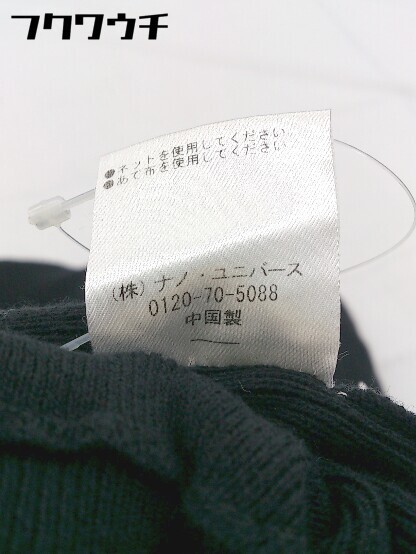 フクワウチ
●ネットを使用してください
●あて布を使用してください
(株) ナノ・ユニバース
0120-70-5088
中国製